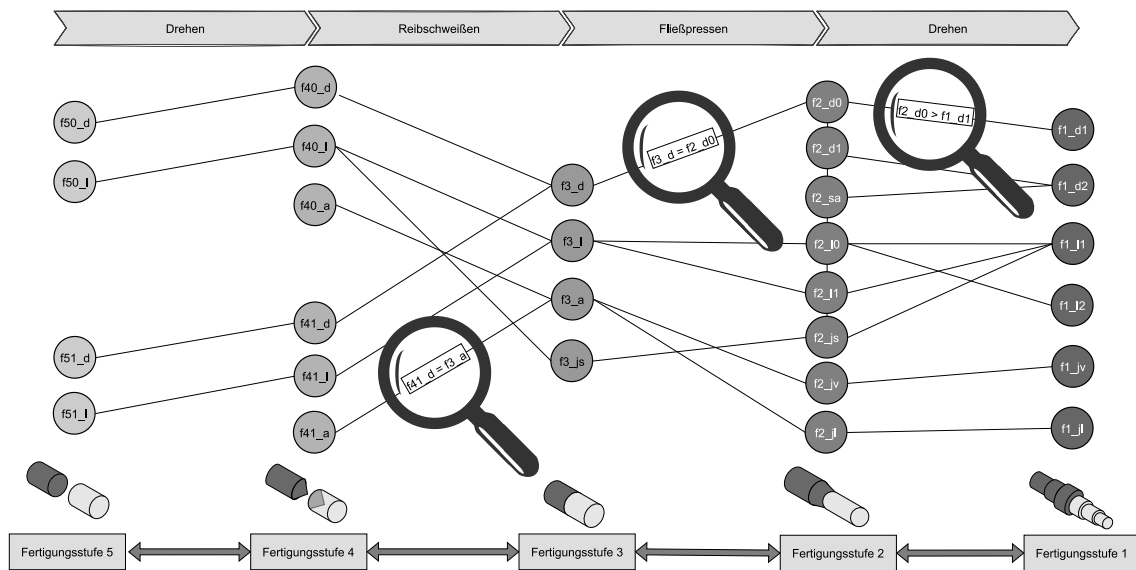 Drehen
Reibschweißen
Fließpressen
Drehen
f50_d
f50_l
f51_d
f51_l
f40_d
f40_l
f40_a
f41_d
f41_l
f41_a
f41_d = f3_a
f3_d
f3_l
f3_a
f3_js
f3_d = f2_d0
f2_d0
f2_d1
f2_sa
f2_l0
f2_l1
f2_js
f2_jv
f2_jl
f2_d0 > f1_d1
f1_d1
f1_d2
f1_l1
f1_l2
f1_jv
f1_jl
Fertigungsstufe 5
Fertigungsstufe 4
Fertigungsstufe 3
Fertigungsstufe 2
Fertigungsstufe 1